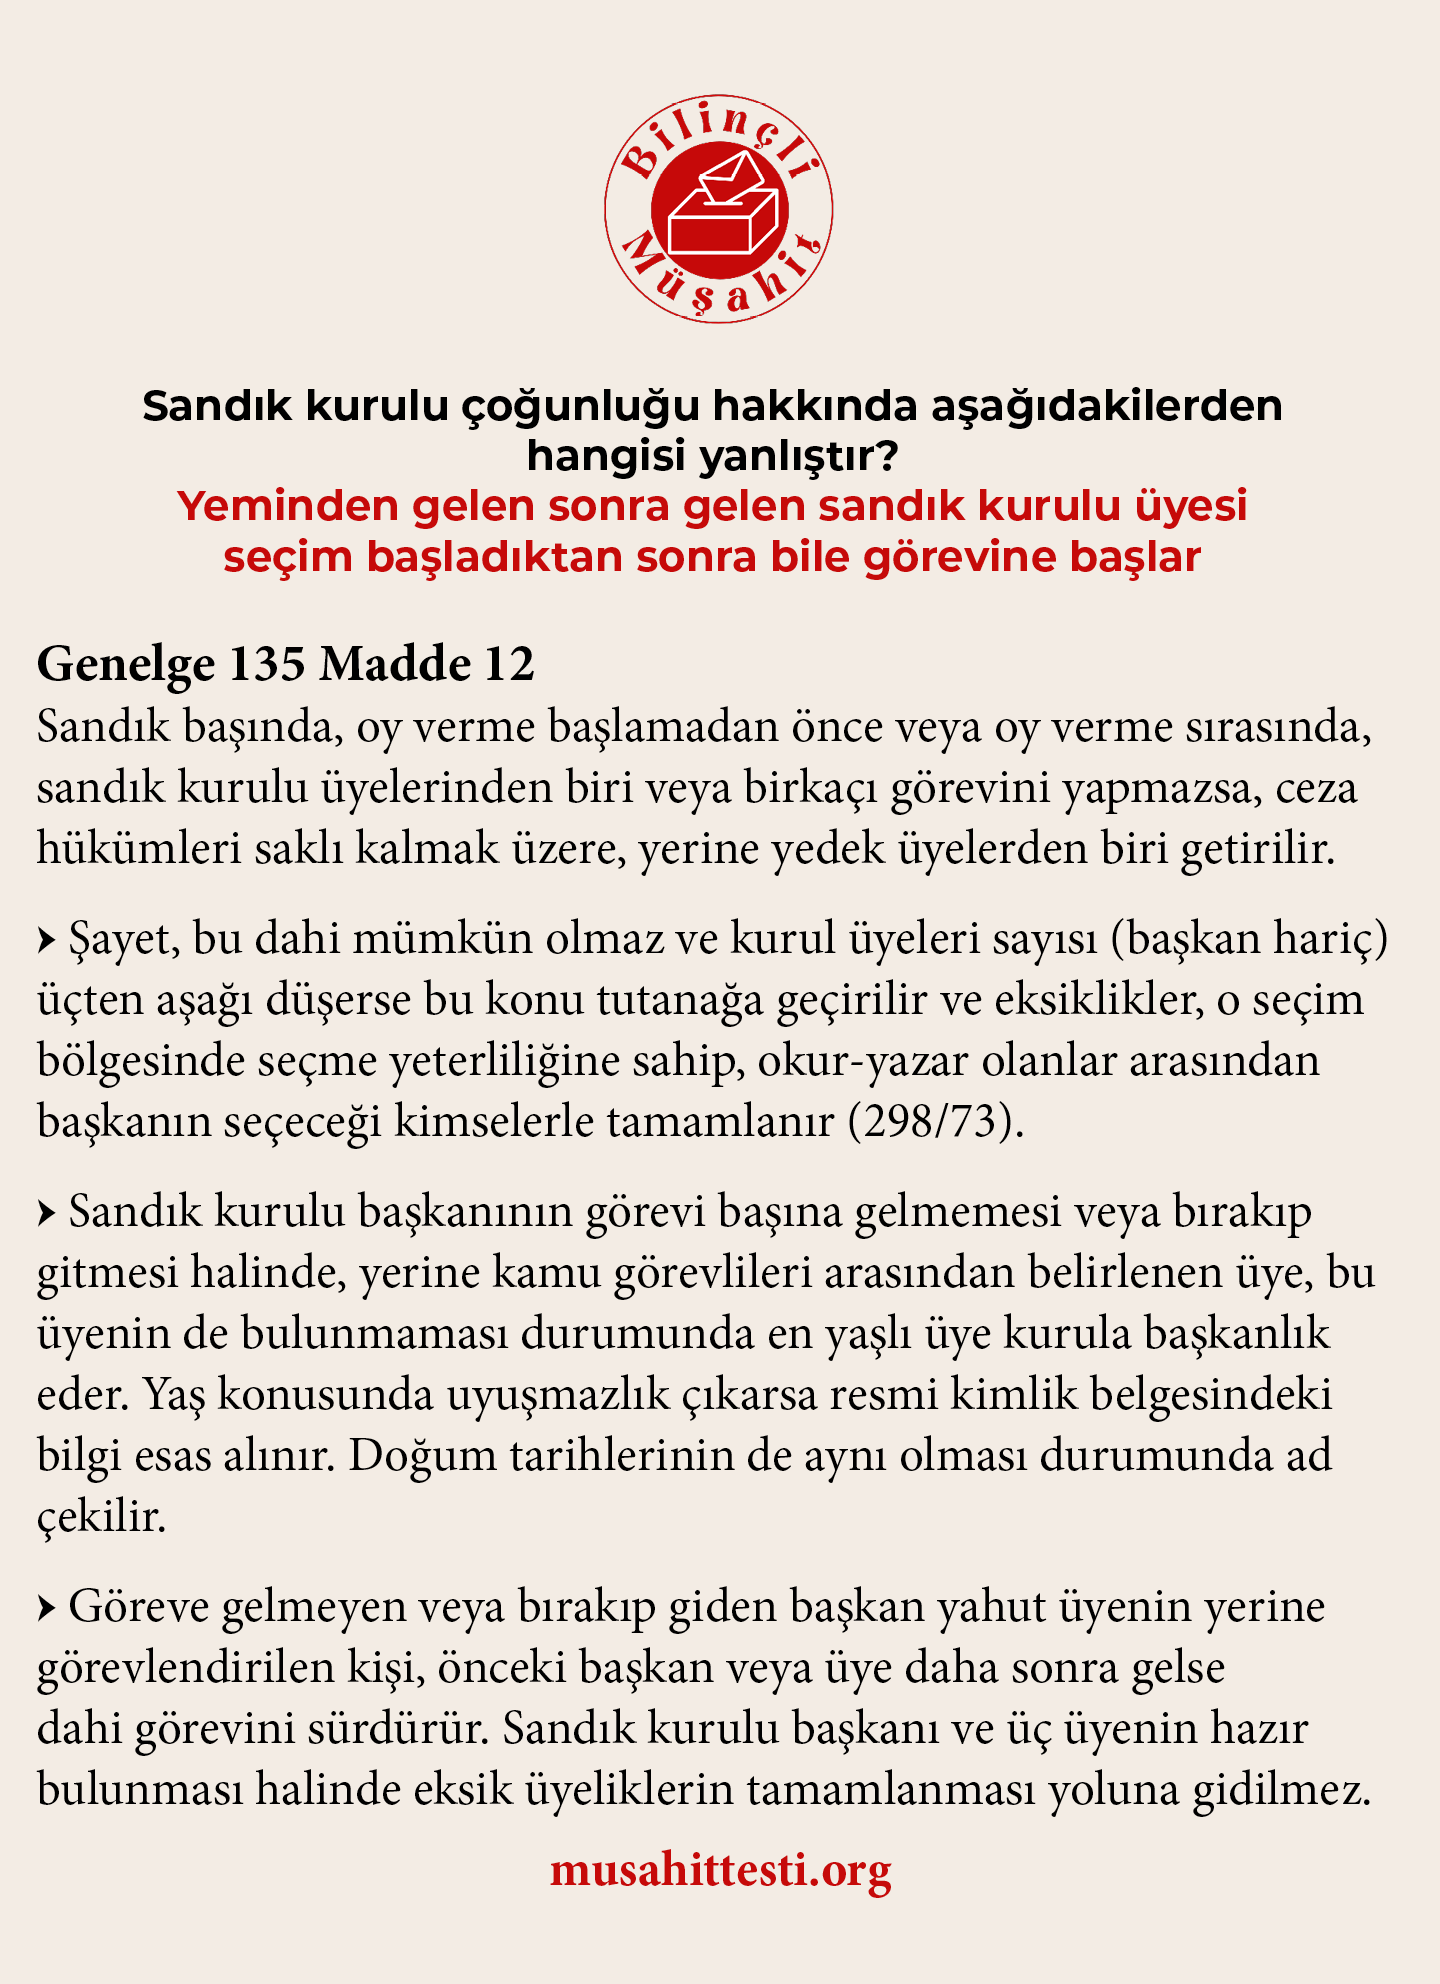 Bilinçli
Müşahit
Sandık kurulu çoğunluğu hakkında aşağıdakilerden
hangisi yanlıştır?
Yeminden gelen sonra gelen sandık kurulu üyesi
seçim başladıktan sonra bile görevine başlar
Genelge 135 Madde 12
Sandık başında, oy verme başlamadan önce veya oy verme sırasında,
sandık kurulu üyelerinden biri veya birkaçı görevini yapmazsa, ceza
hükümleri saklı kalmak üzere, yerine yedek üyelerden biri getirilir.
➤ Şayet, bu dahi mümkün olmaz ve kurul üyeleri sayısı (başkan hariç)
üçten aşağı düşerse bu konu tutanağa geçirilir ve eksiklikler, o seçim
bölgesinde seçme yeterliliğine sahip, okur-yazar olanlar arasından
başkanın seçeceği kimselerle tamamlanır (298/73).
➤ Sandık kurulu başkanının görevi başına gelmemesi veya bırakıp
gitmesi halinde, yerine kamu görevlileri arasından belirlenen üye, bu
üyenin de bulunmaması durumunda en yaşlı üye kurula başkanlık
eder. Yaş konusunda uyuşmazlık çıkarsa resmi kimlik belgesindeki
bilgi esas alınır. Doğum tarihlerinin de aynı olması durumunda ad
çekilir.
➤ Göreve gelmeyen veya bırakıp giden başkan yahut üyenin yerine
görevlendirilen kişi, önceki başkan veya üye daha sonra gelse
dahi görevini sürdürür. Sandık kurulu başkanı ve üç üyenin hazır
bulunması halinde eksik üyeliklerin tamamlanması yoluna gidilmez.
musahittesti.org